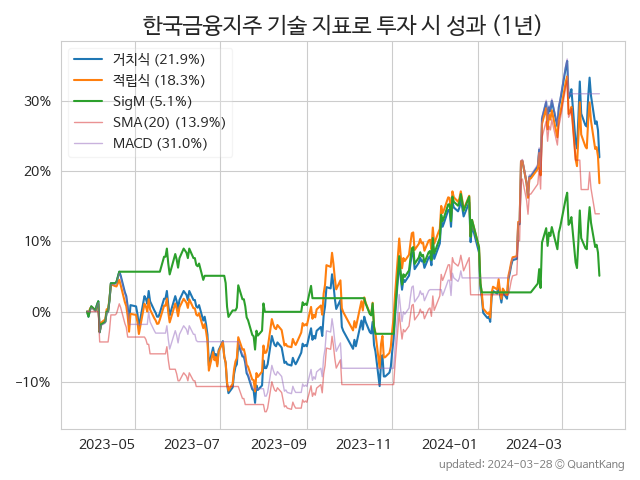 한국금융지주 기술 지표로 투자 시 성과 (1년)
거치식 (21.9%)
적립식 (18.3%)
SigM (5.1%)
SMA(20) (13.9%)
MACD (31.0%)
30%
20%
10%
0%
−10%
2023-05 2023-07 2023-09 2023-11 2024-01 2024-03
updated: 2024-03-28 © QuantKang